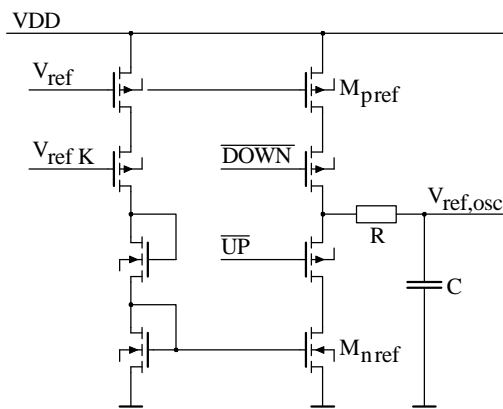 VDD
V_ref
M_pref
V_ref K
DOWN
V_ref,osc
UP
R
C
M_nref